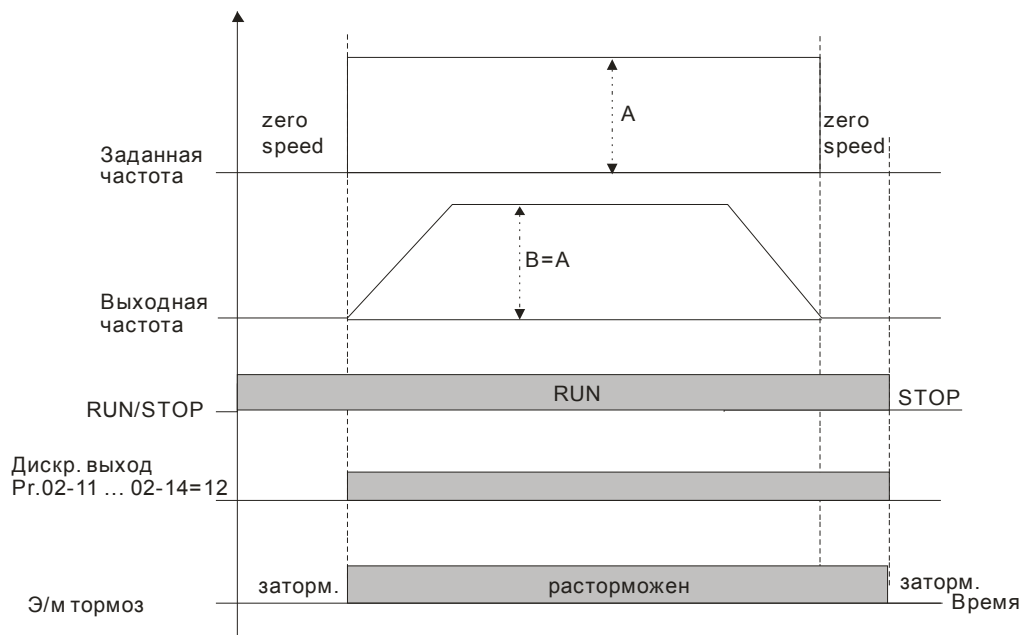 zero
speed
A
zero
speed
Заданная
частота
B=A
Выходная
частота
RUN
RUN/STOP
STOP
Дискр. выход
Pr.02-11 ... 02-14=12
заторм.
расторможен
заторм.
Э/м тормоз
Время